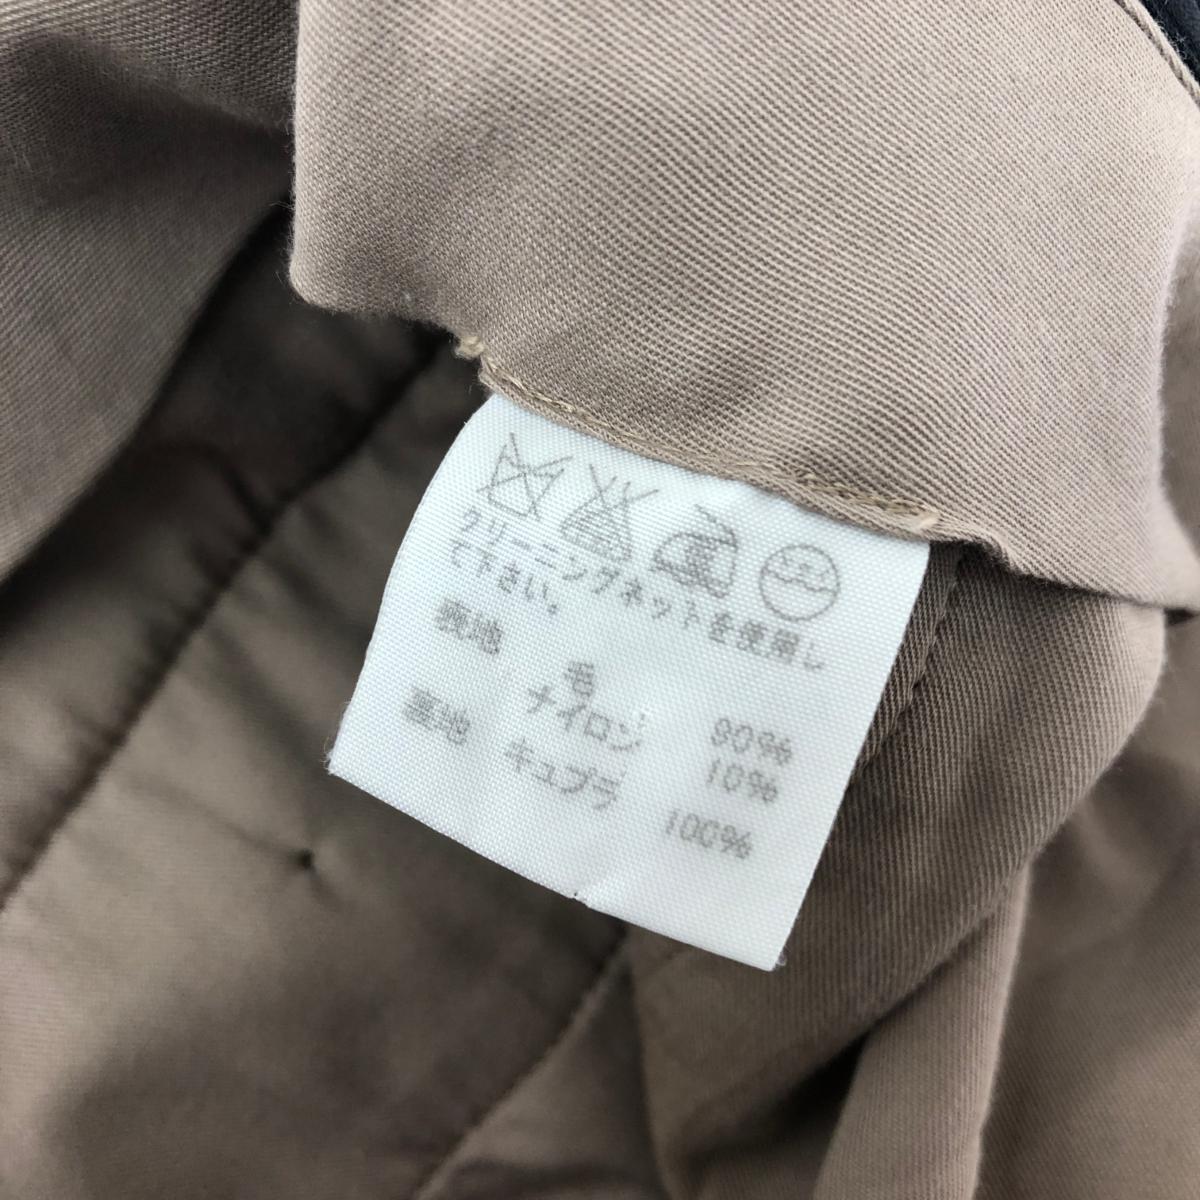 クリーニングネットを使用し
て下さい。
表地 毛 90%
ナイロン 10%
裏地 キュプラ 100%